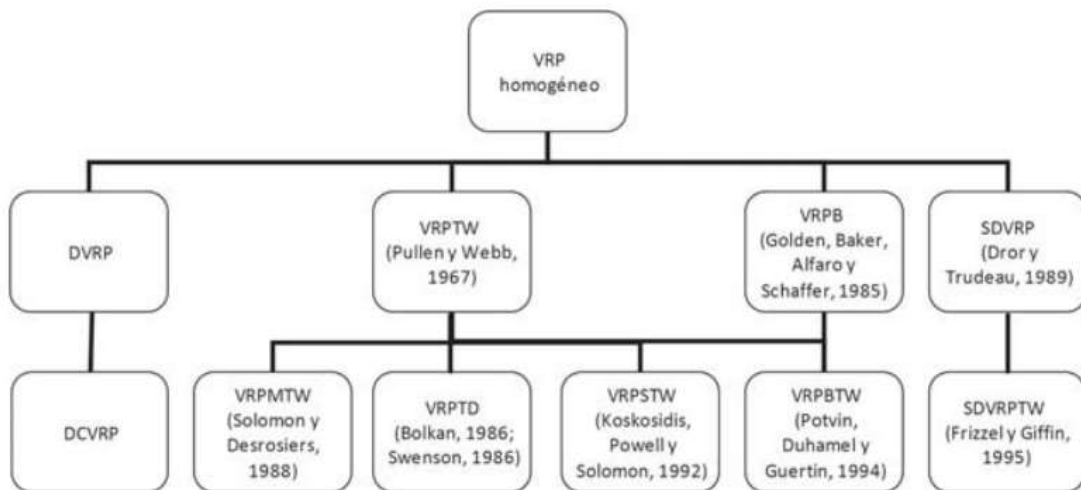 VRP
homogéneo
DVRP
VRPTW
(Pullen y Webb,
1967)
VRPB
(Golden, Baker,
Alfaro y
Schaffer, 1985)
SDVRP
(Dror y
Trudeau, 1989)
DCVRP
VRPMTW
(Solomon y
Desrosiers,
1988)
VRPTD
(Bolkan, 1986;
Swenson, 1986)
VRPSTW
(Koskosidis,
Powell y
Solomon, 1992)
VRPBTW
(Potvin,
Duhamel y
Guertin, 1994)
SDVRPTW
(Frizzel y Giffin,
1995)